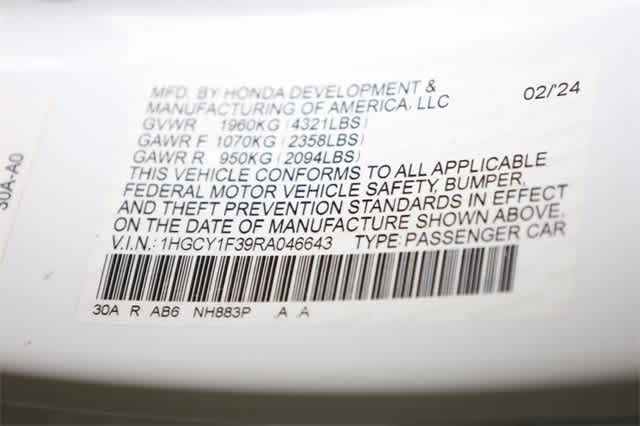 MFD. BY HONDA DEVELOPMENT &
MANUFACTURING OF AMERICA, LLC 02/'24
GVWR 1960KG (4321LBS)
GAWR F 1070KG (2358LBS)
GAWR R 950KG (2094LBS)
THIS VEHICLE CONFORMS TO ALL APPLICABLE
FEDERAL MOTOR VEHICLE SAFETY, BUMPER,
AND THEFT PREVENTION STANDARDS IN EFFECT
ON THE DATE OF MANUFACTURE SHOWN ABOVE.
V.I.N.: 1HGCY1F39RA046643 TYPE: PASSENGER CAR
30A R AB6 NH883P A A
30A-A0